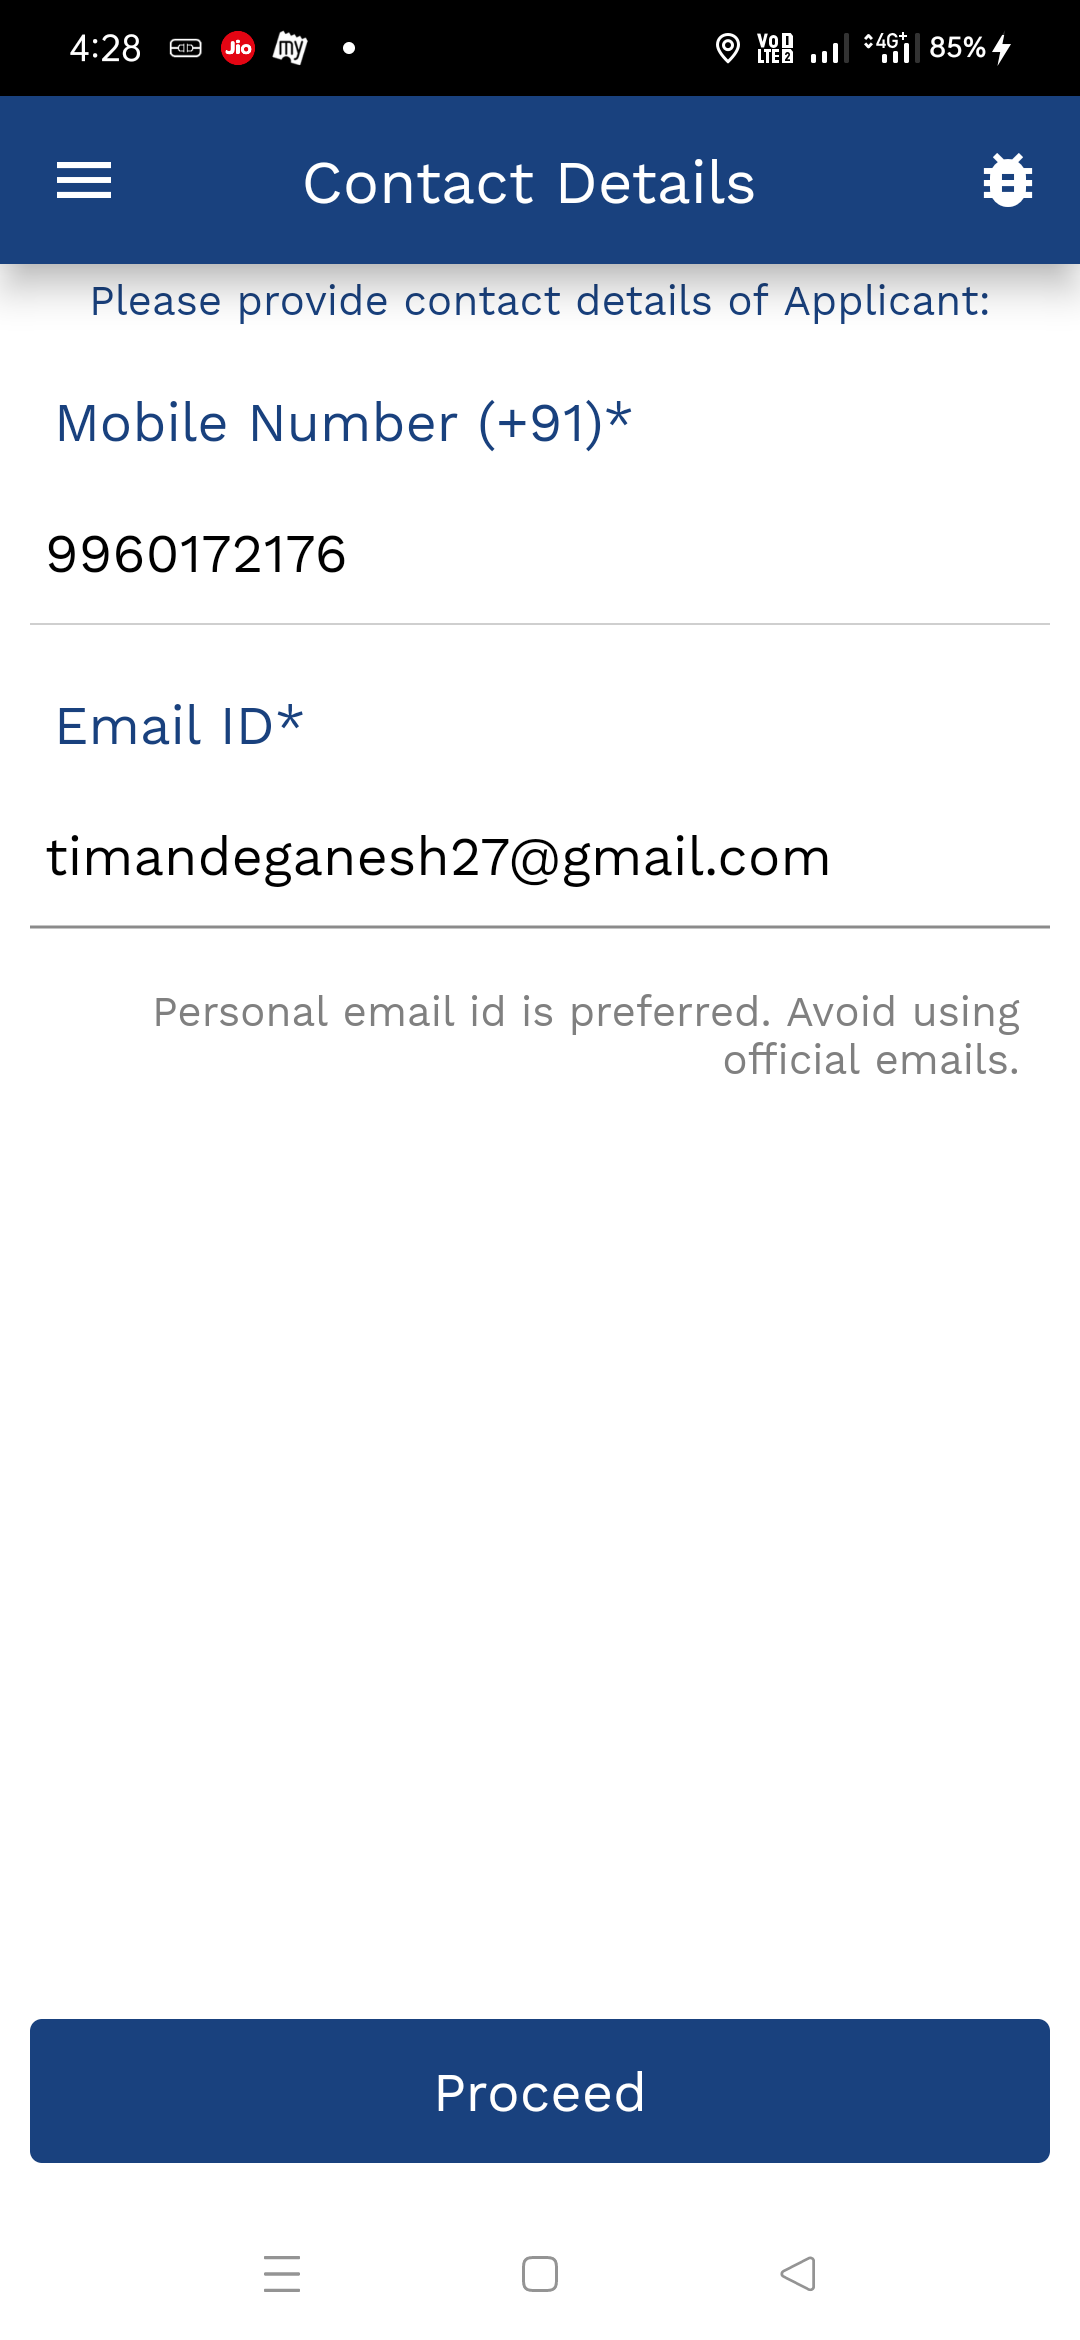 4:28 Jio my VoD LTE2 4G+ 85%
Contact Details
Please provide contact details of Applicant:
Mobile Number (+91)*
9960172176
Email ID*
timandeganesh27@gmail.com
Personal email id is preferred. Avoid using
official emails.
Proceed